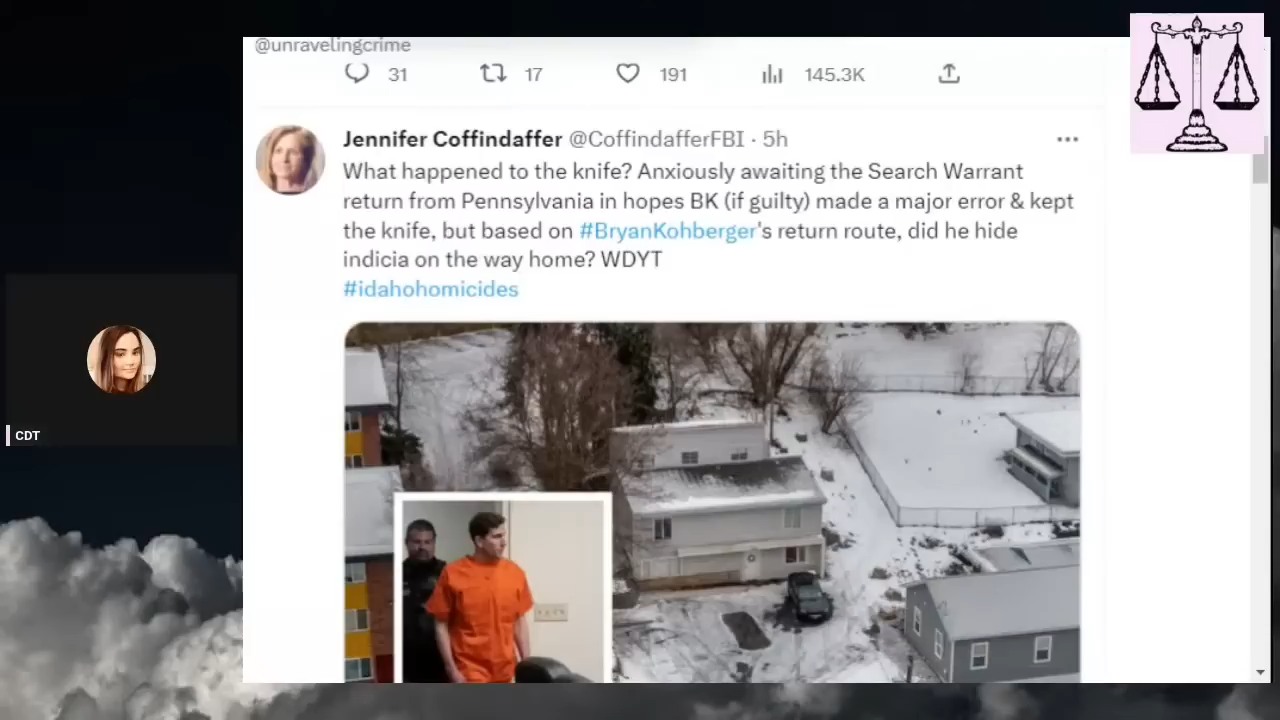 @unravelingcrime
31 17 191 145.3K
Jennifer Coffindaffer @CoffindafferFBI · 5h
What happened to the knife? Anxiously awaiting the Search Warrant
return from Pennsylvania in hopes BK (if guilty) made a major error & kept
the knife, but based on #BryanKohberger's return route, did he hide
indicia on the way home? WDYT
#idahohomicides
CDT